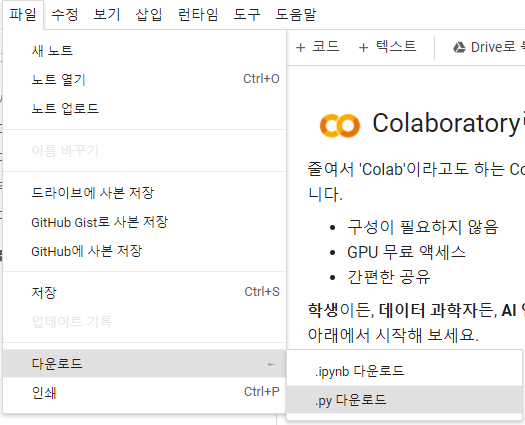 파일 수정 보기 삽입 런타임 도구 도움말
새 노트
노트 열기 Ctrl+O
노트 업로드
이름 바꾸기
드라이브에 사본 저장
GitHub Gist로 사본 저장
GitHub에 사본 저장
저장 Ctrl+S
업데이트 기록
다운로드
인쇄 Ctrl+P
.ipynb 다운로드
.py 다운로드
+ 코드 + 텍스트 Drive로
Colaboratory
줄여서 'Colab'이라고도 하는 Co
니다.
• 구성이 필요하지 않음
• GPU 무료 액세스
• 간편한 공유
학생이든, 데이터 과학자든, AI
아래에서 시작해 보세요.